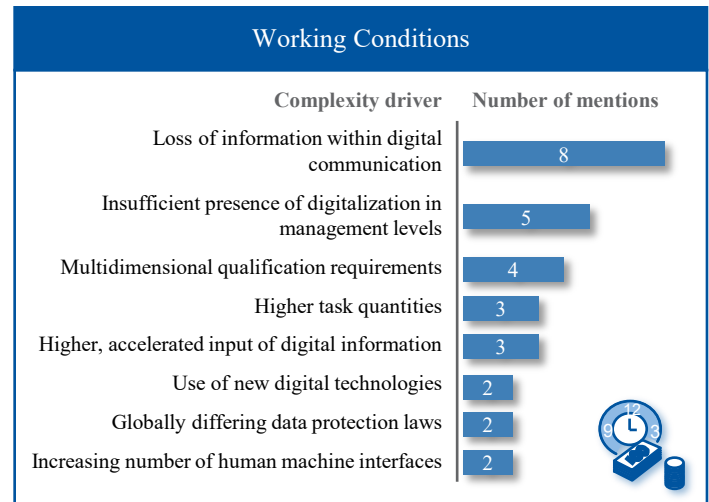 Working Conditions
Complexity driver Number of mentions
Loss of information within digital
communication
8
Insufficient presence of digitalization in
management levels
5
Multidimensional qualification requirements 4
Higher task quantities 3
Higher, accelerated input of digital information 3
Use of new digital technologies 2
Globally differing data protection laws 2
Increasing number of human machine interfaces 2
12
9 3